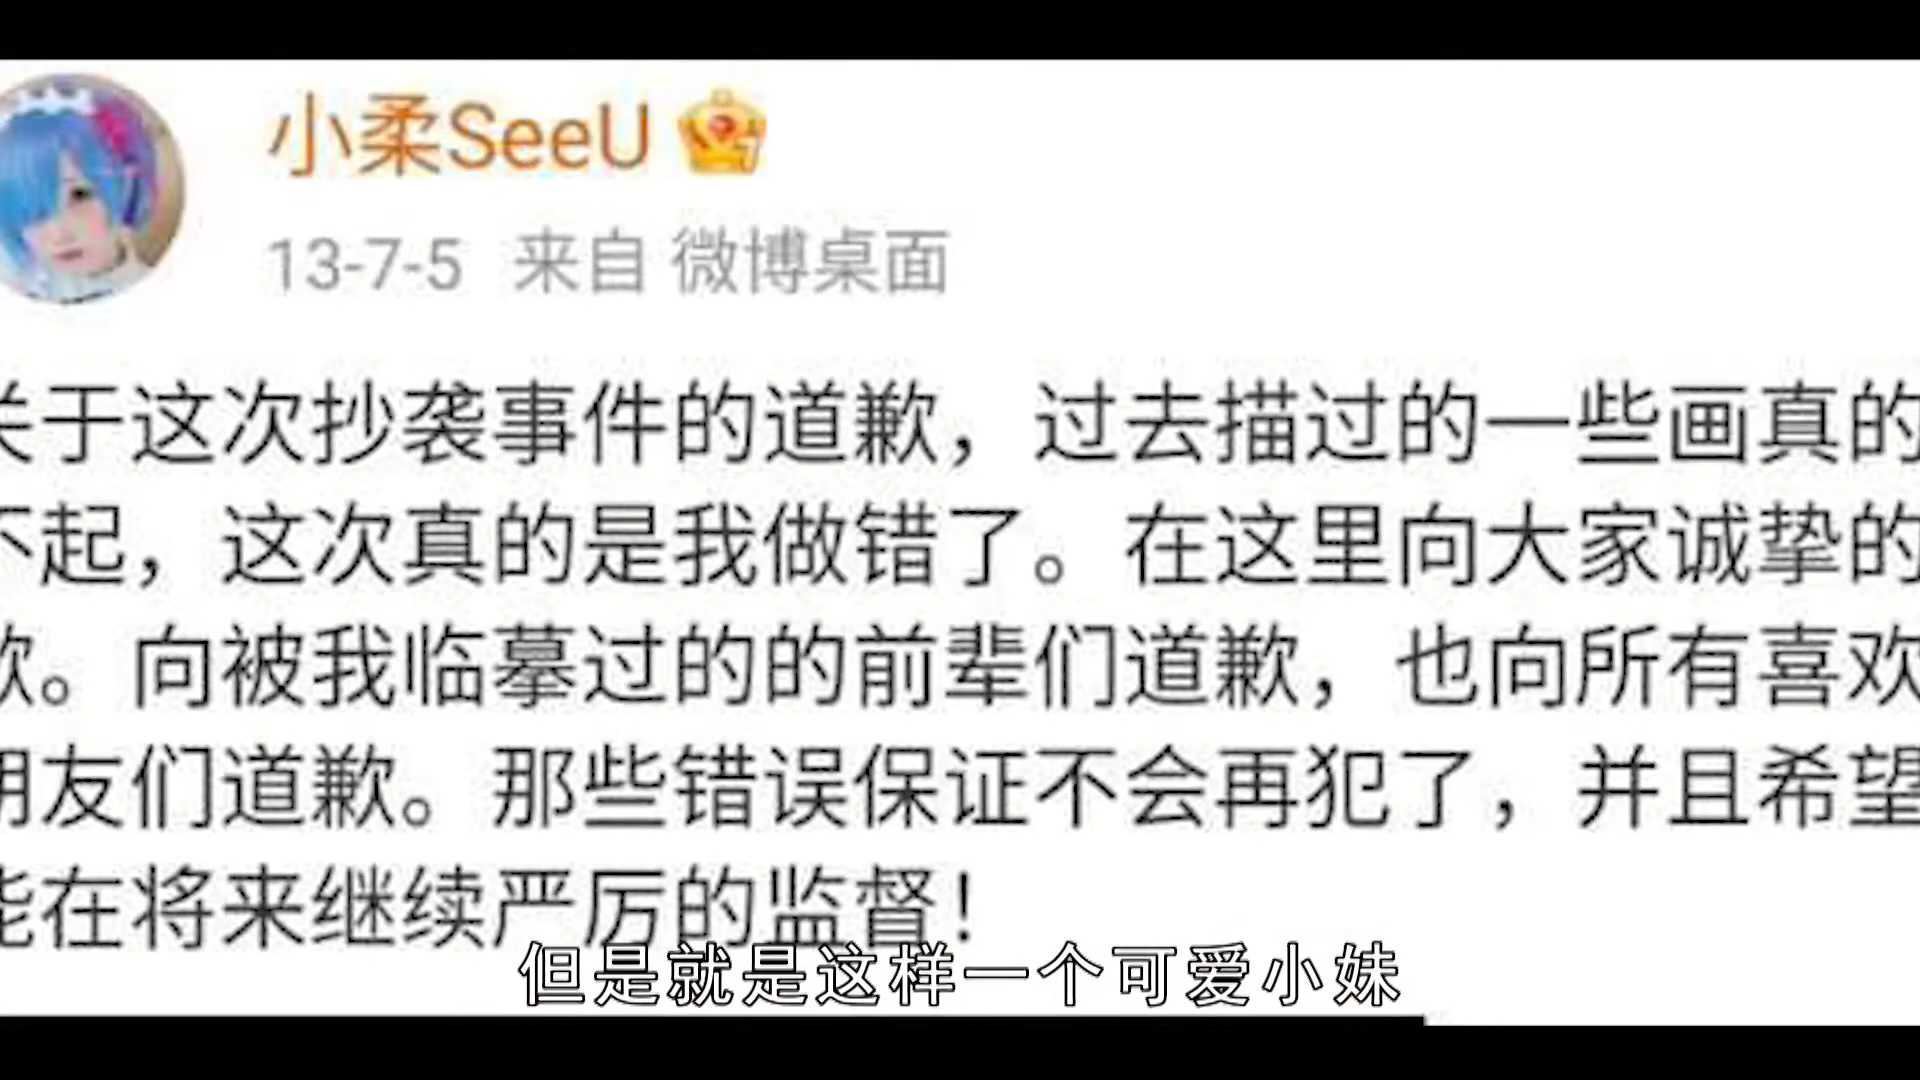 小柔SeeU
13-7-5 来自 微博桌面
关于这次抄袭事件的道歉，过去描过的一些画真的
不起，这次真的是我做错了。在这里向大家诚挚的
歉。向被我临摹过的的前辈们道歉，也向所有喜欢
朋友们道歉。那些错误保证不会再犯了，并且希望
能在将来继续严厉的监督！
但是就是这样一个可爱小妹